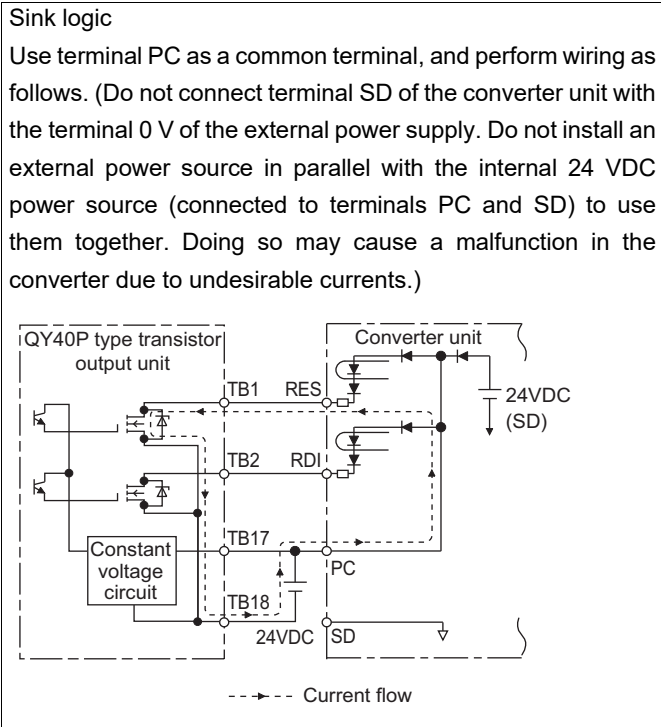 Sink logic
Use terminal PC as a common terminal, and perform wiring as
follows. (Do not connect terminal SD of the converter unit with
the terminal 0 V of the external power supply. Do not install an
external power source in parallel with the internal 24 VDC
power source (connected to terminals PC and SD) to use
them together. Doing so may cause a malfunction in the
converter due to undesirable currents.)
QY40P type transistor
output unit
Converter unit
TB1
RES
24VDC
(SD)
TB2
RDI
TB17
Constant
voltage
circuit
PC
TB18
24VDC
SD
Current flow